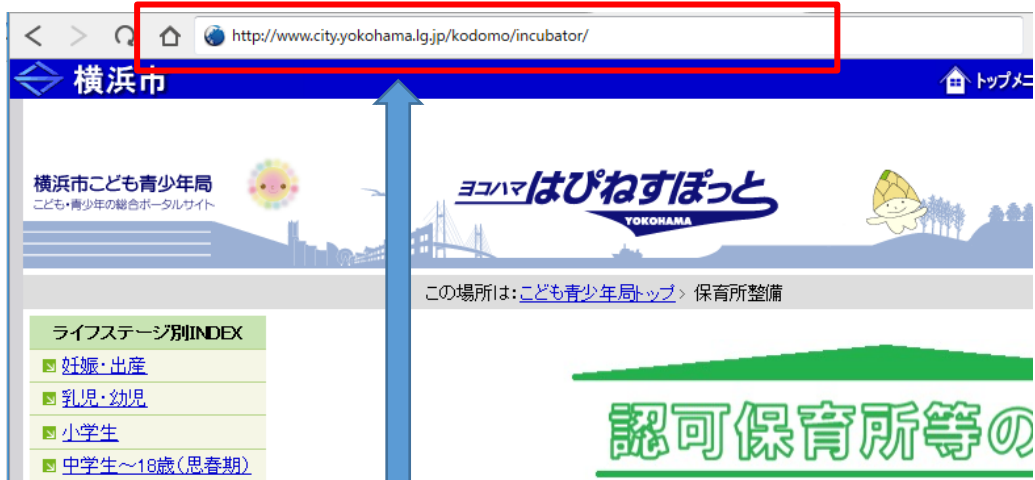 http://www.city.yokohama.lg.jp/kodomo/incubator/
横浜市
トップメニ
横浜市こども青少年局
こども・青少年の総合ポータルサイト
ヨコハマはぴねすぽっと
YOKOHAMA
この場所は：こども青少年局トップ > 保育所整備
ライフステージ別INDEX
妊娠・出産
乳児・幼児
小学生
中学生～18歳（思春期）
認可保育所等の